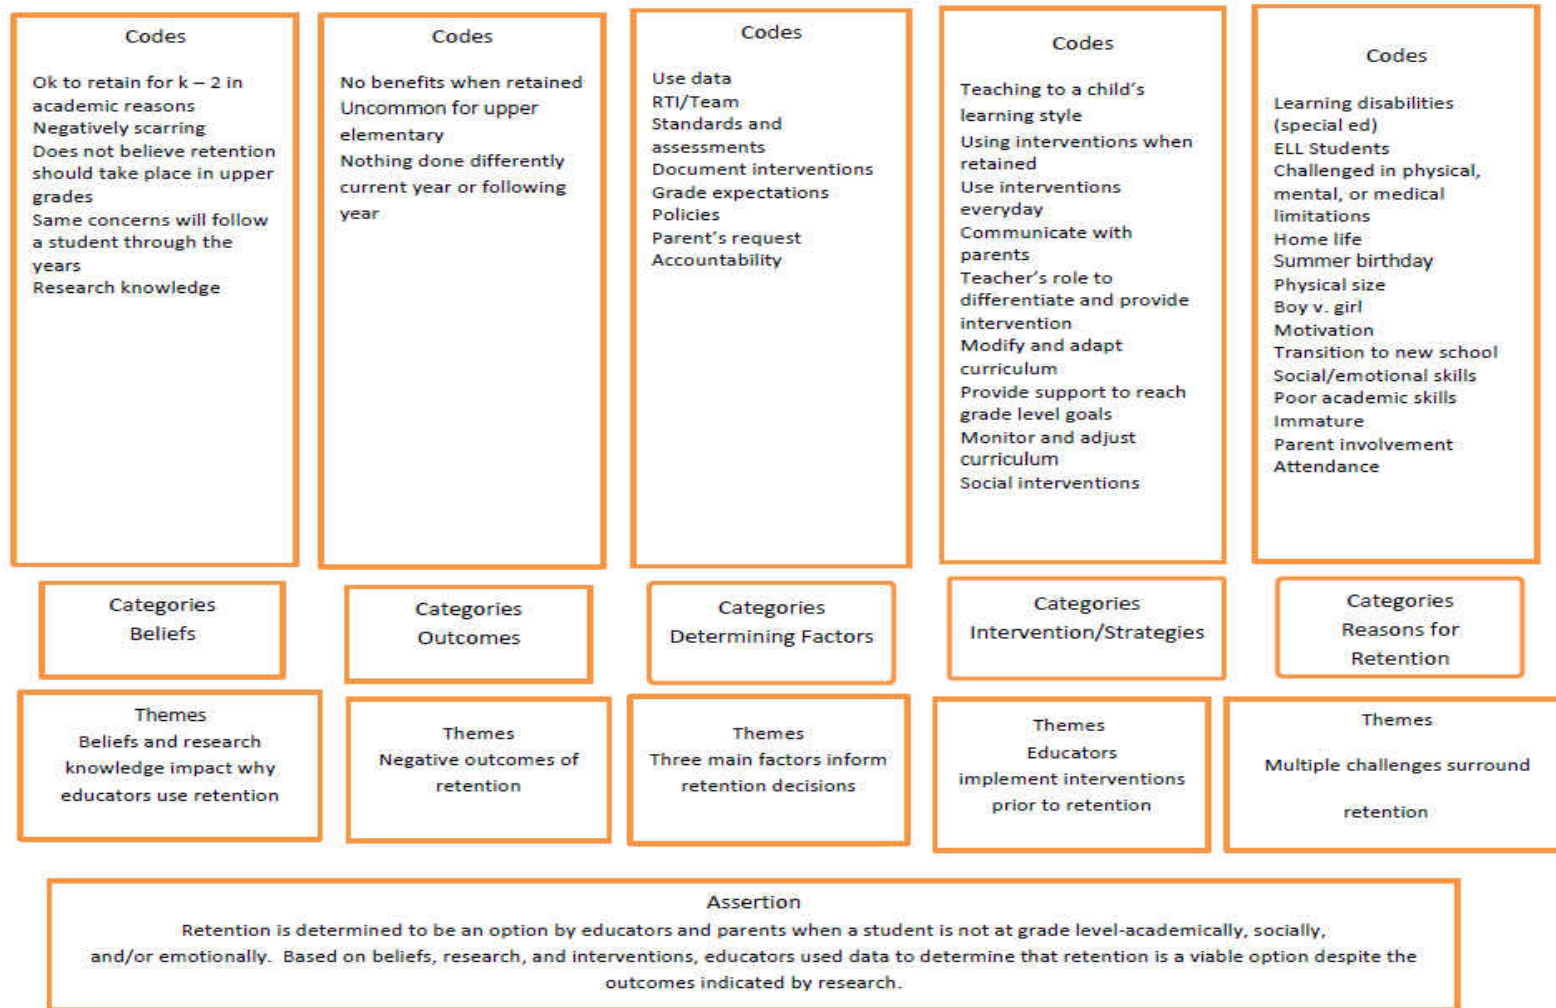 Codes
Ok to retain for k – 2 in
academic reasons
Negatively scarring
Does not believe retention
should take place in upper
grades
Same concerns will follow
a student through the
years
Research knowledge
Codes
No benefits when retained
Uncommon for upper
elementary
Nothing done differently
current year or following
year
Codes
Use data
RTI/Team
Standards and
assessments
Document interventions
Grade expectations
Policies
Parent's request
Accountability
Codes
Teaching to a child's
learning style
Using interventions when
retained
Use interventions
everyday
Communicate with
parents
Teacher's role to
differentiate and provide
intervention
Modify and adapt
curriculum
Provide support to reach
grade level goals
Monitor and adjust
curriculum
Social interventions
Codes
Learning disabilities
(special ed)
ELL Students
Challenged in physical,
mental, or medical
limitations
Home life
Summer birthday
Physical size
Boy v. girl
Motivation
Transition to new school
Social/emotional skills
Poor academic skills
Immature
Parent involvement
Attendance
Categories
Beliefs
Categories
Outcomes
Categories
Determining Factors
Categories
Intervention/Strategies
Categories
Reasons for
Retention
Themes
Beliefs and research
knowledge impact why
educators use retention
Themes
Negative outcomes of
retention
Themes
Three main factors inform
retention decisions
Themes
Educators
implement interventions
prior to retention
Themes
Multiple challenges surround
retention
Assertion
Retention is determined to be an option by educators and parents when a student is not at grade level-academically, socially,
and/or emotionally. Based on beliefs, research, and interventions, educators used data to determine that retention is a viable option despite the
outcomes indicated by research.